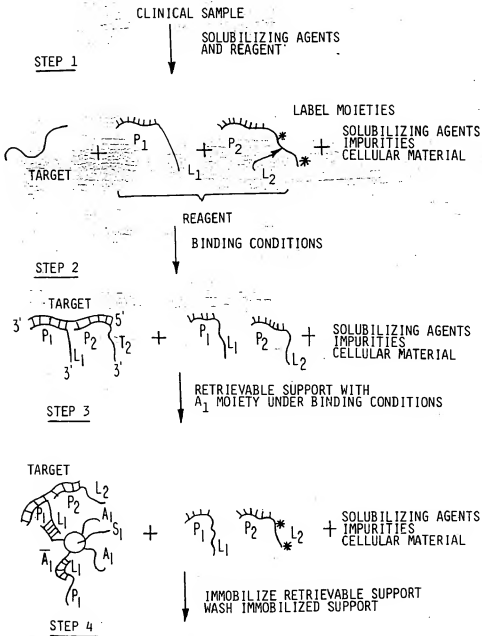 CLINICAL SAMPLE
SOLUBILIZING AGENTS
AND REAGENT
STEP 1
LABEL MOIETIES
P1
P2
*
+
+
+
SOLUBILIZING AGENTS
IMPURITIES
CELLULAR MATERIAL
*
TARGET
L1
L2
REAGENT
BINDING CONDITIONS
STEP 2
TARGET
3' 5'
P1 P2 T2
L1
3' 3'
+
P1 L1
P2 L2
+
SOLUBILIZING AGENTS
IMPURITIES
CELLULAR MATERIAL
RETRIEVABLE SUPPORT WITH
A1 MOIETY UNDER BINDING CONDITIONS
STEP 3
TARGET
L2
P2
P1 L1 A1
S1
A̅1 L1 A1
P1
+
P1 L1
P2 * L2 *
+
SOLUBILIZING AGENTS
IMPURITIES
CELLULAR MATERIAL
IMMOBILIZE RETRIEVABLE SUPPORT
WASH IMMOBILIZED SUPPORT
STEP 4